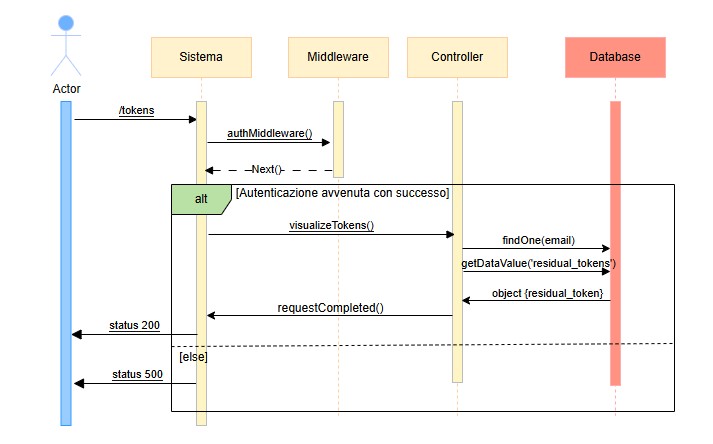 Actor
Sistema
Middleware
Controller
Database
/tokens
authMiddleware()
Next()
alt
[Autenticazione avvenuta con successo]
visualizeTokens()
findOne(email)
getDataValue('residual_tokens')
object {residual_token}
requestCompleted()
status 200
[else]
status 500